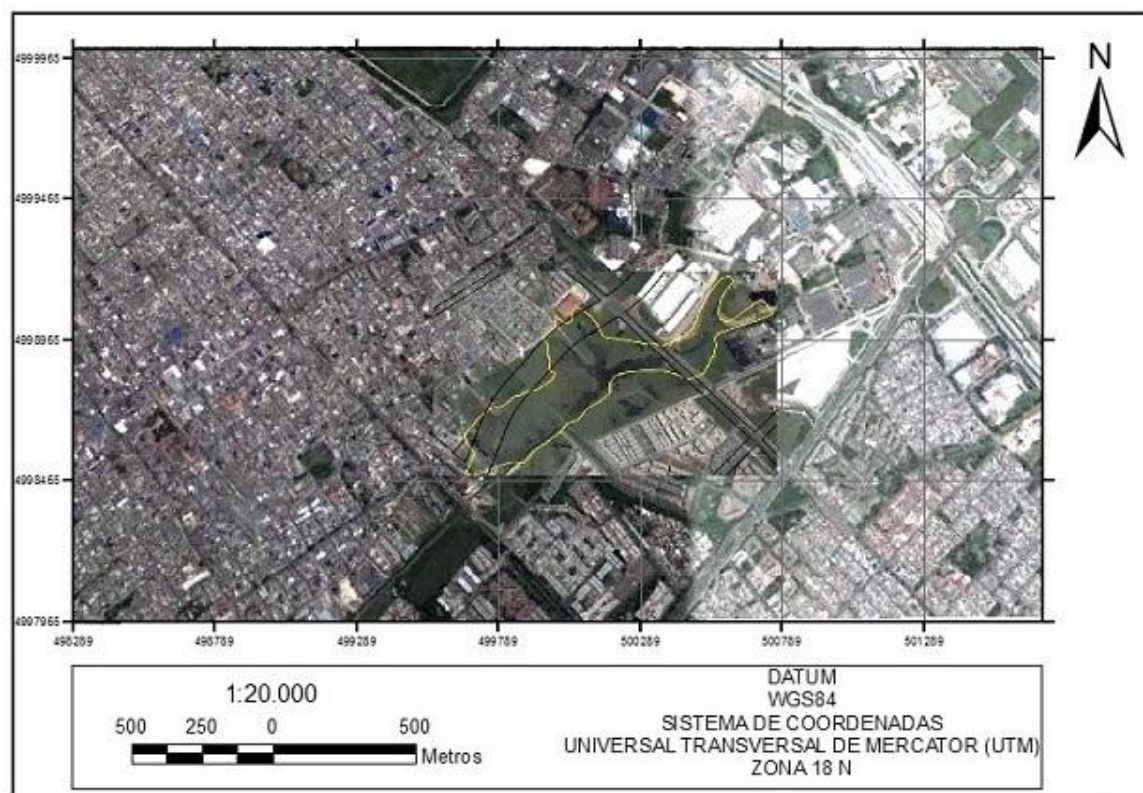 N
4999965
4999465
4998965
4998465
4997965
498289 498789 499289 499789 500289 500789 501289
1:20.000
500 250 0 500
Metros
DATUM
WGS84
SISTEMA DE COORDENADAS
UNIVERSAL TRANSVERSAL DE MERCATOR (UTM)
ZONA 18 N